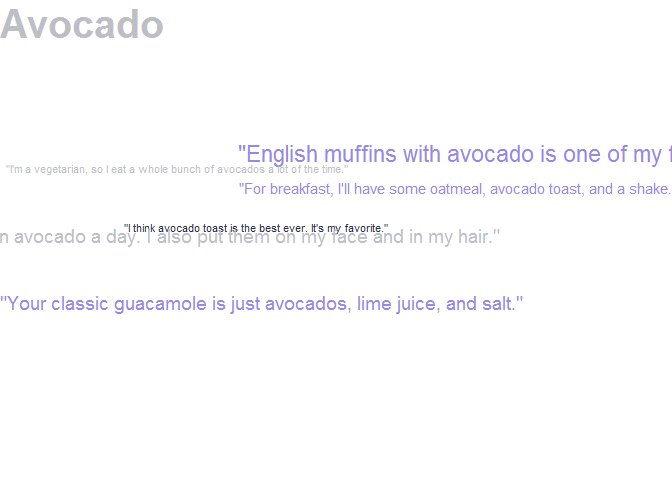 Avocado
"English muffins with avocado is one of my
"I'm a vegetarian, so I eat a whole bunch of avocados a lot of the time."
"For breakfast, I'll have some oatmeal, avocado toast, and a shake.
"I think avocado toast is the best ever. It's my favorite."
avocado a day. I also put them on my face and in my hair."
"Your classic guacamole is just avocados, lime juice, and salt."